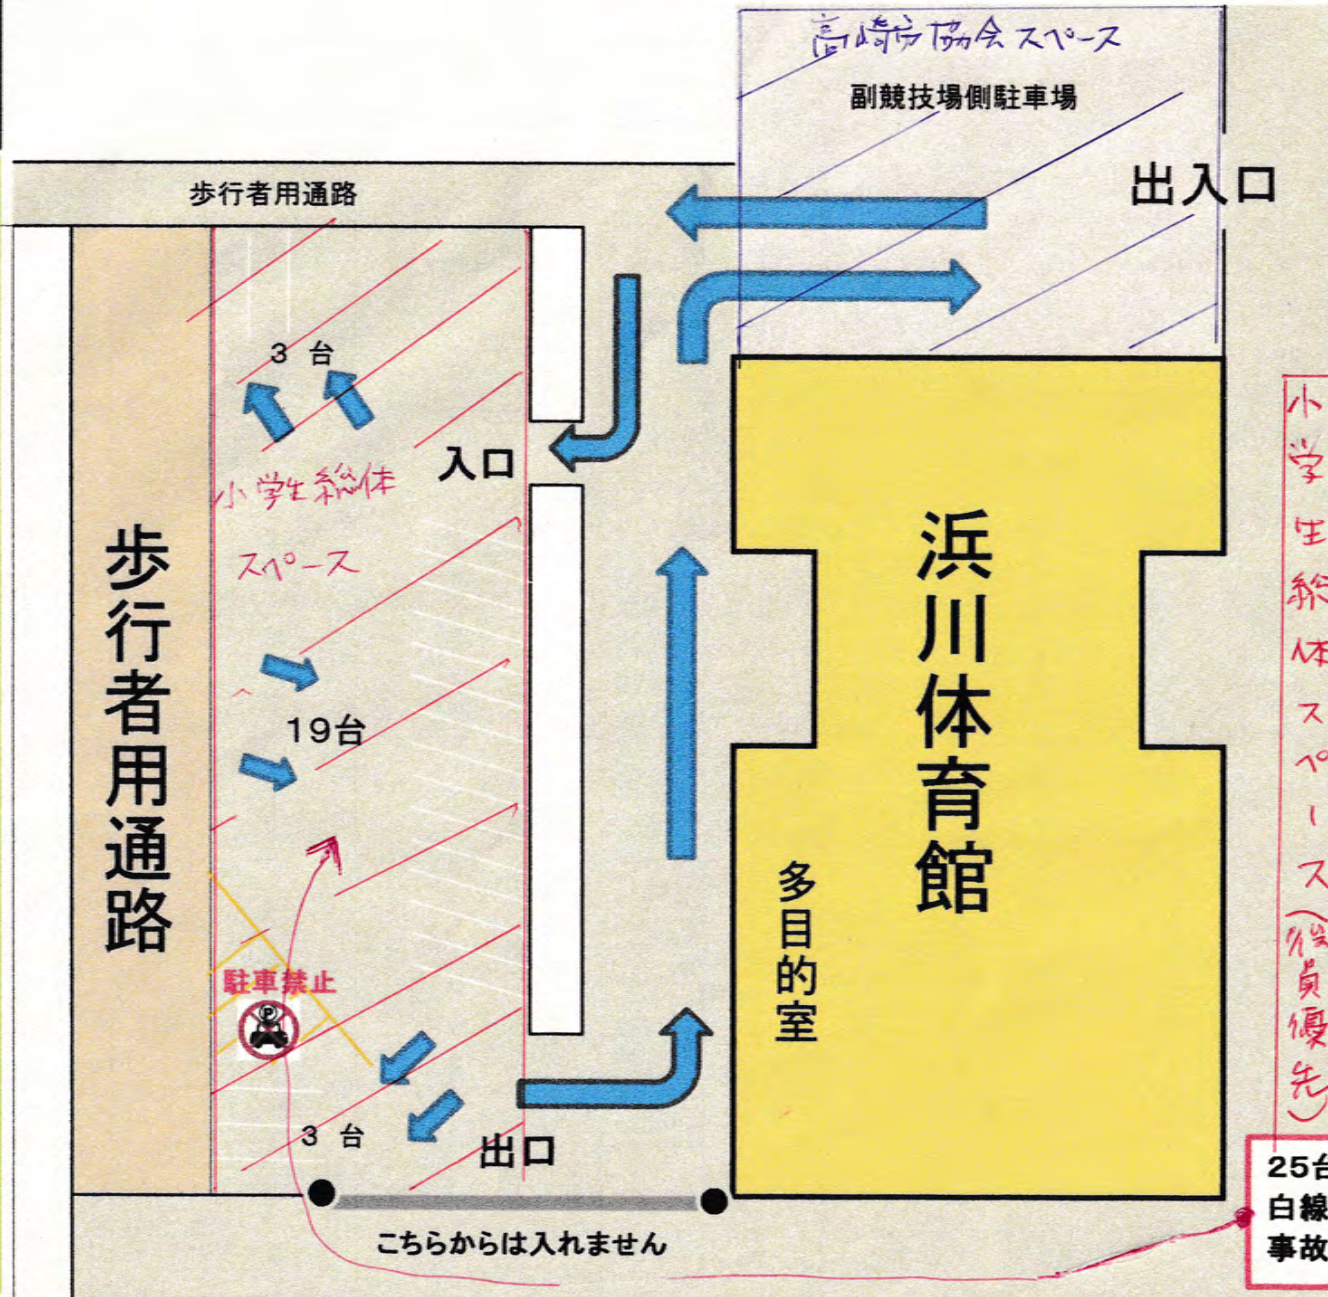 高崎市協会スペース
副競技場側駐車場
出入口
歩行者用通路
3 台
入口
小学生総体
スペース
歩行者用通路
19台
浜川体育館
多目的室
小学生総体スペース(役員優先)
駐車禁止
P
3 台
出口
こちらからは入れません
25台
白線
事故